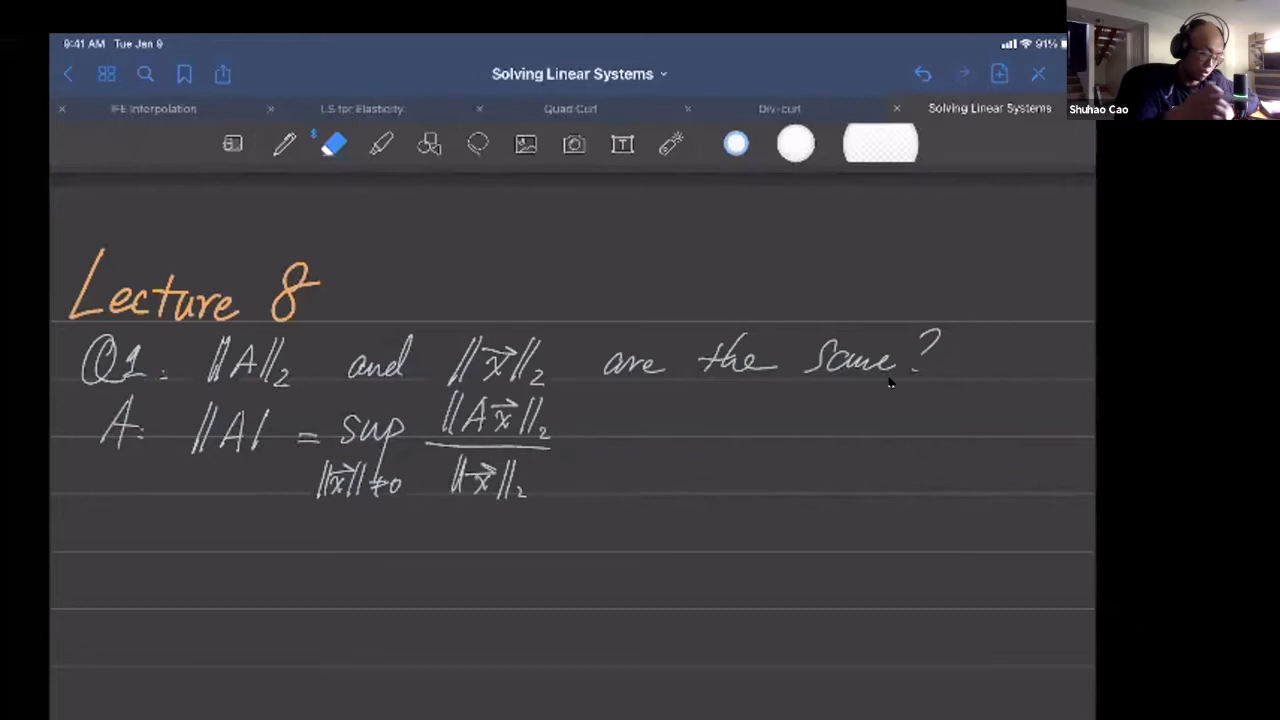 9:41 AM Tue Jan 9
91%
Solving Linear Systems
IFE Interpolation
LS for Elasticity
Quad Curl
Div-curl
Solving Linear Systems
Shuhao Cao
Lecture 8
Q1: ||A||₂ and ||x⃗||₂ are the same?
A: ||A| = sup ||Ax⃗||₂
||x⃗||≠0 ||x⃗||₂